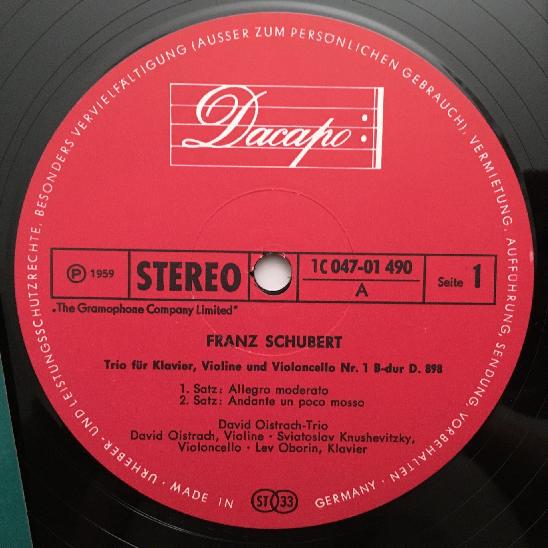 URHEBER- UND LEISTUNGSSCHUTZRECHTE, BESONDERS VERVIELFÄLTIGUNG (AUSSER ZUM PERSÖNLICHEN GEBRAUCH), VERMIETUNG, AUFFÜHRUNG, SENDUNG VORBEHALTEN
Dacapo
℗ 1959
STEREO
1C 047-01 490
A
Seite 1
„The Gramophone Company Limited"
FRANZ SCHUBERT
Trio für Klavier, Violine und Violoncello Nr. 1 B-dur D. 898
1. Satz: Allegro moderato
2. Satz: Andante un poco mosso
David Oistrach-Trio
David Oistrach, Violine · Sviatoslav Knushevitzky,
Violoncello · Lev Oborin, Klavier
MADE IN GERMANY
ST 33